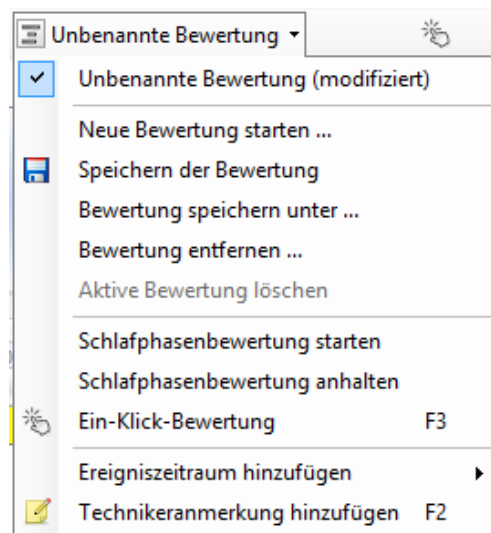 Unbenannte Bewertung
Unbenannte Bewertung (modifiziert)
Neue Bewertung starten ...
Speichern der Bewertung
Bewertung speichern unter ...
Bewertung entfernen ...
Aktive Bewertung löschen
Schlafphasenbewertung starten
Schlafphasenbewertung anhalten
Ein-Klick-Bewertung F3
Ereigniszeitraum hinzufügen
Technikeranmerkung hinzufügen F2